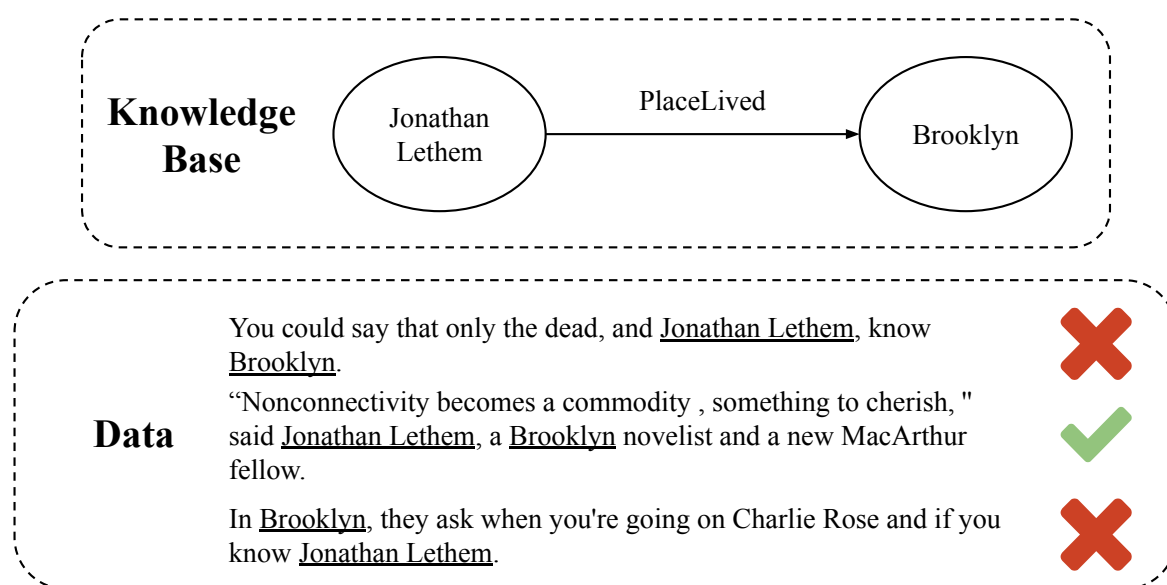 Knowledge
Base
Jonathan
Lethem
PlaceLived
Brooklyn
Data
You could say that only the dead, and Jonathan Lethem, know
Brooklyn.
“Nonconnectivity becomes a commodity , something to cherish, "
said Jonathan Lethem, a Brooklyn novelist and a new MacArthur
fellow.
In Brooklyn, they ask when you're going on Charlie Rose and if you
know Jonathan Lethem.